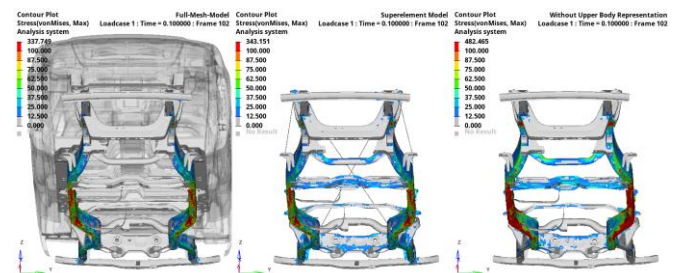 Contour Plot
Stress(vonMises, Max)
Analysis system
Full-Mesh-Model
Loadcase 1 : Time = 0.100000 : Frame 102
337.749
100.000
87.500
75.000
62.500
50.000
37.500
25.000
12.500
0.000
No Result
Z
Y
Contour Plot
Stress(vonMises, Max)
Analysis system
Superelement Model
Loadcase 1 : Time = 0.100000 : Frame 102
343.151
100.000
87.500
75.000
62.500
50.000
37.500
25.000
12.500
0.000
No Result
Z
Y
Contour Plot
Stress(vonMises, Max)
Analysis system
Without Upper Body Representation
Loadcase 1 : Time = 0.100000 : Frame 102
482.465
100.000
87.500
75.000
62.500
50.000
37.500
25.000
12.500
0.000
No Result
Z
Y